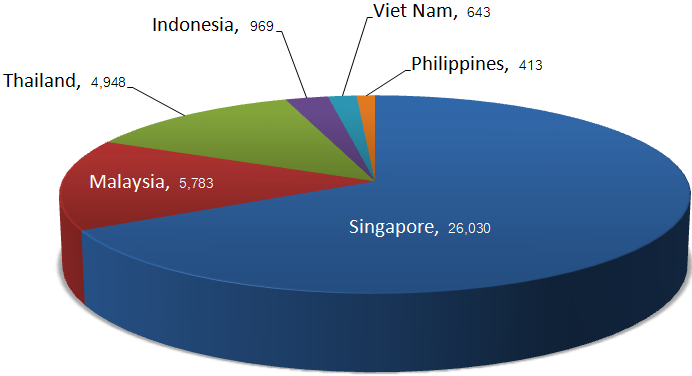 Viet Nam, 643
Indonesia, 969
Philippines, 413
Thailand, 4,948
Malaysia, 5,783
Singapore, 26,030